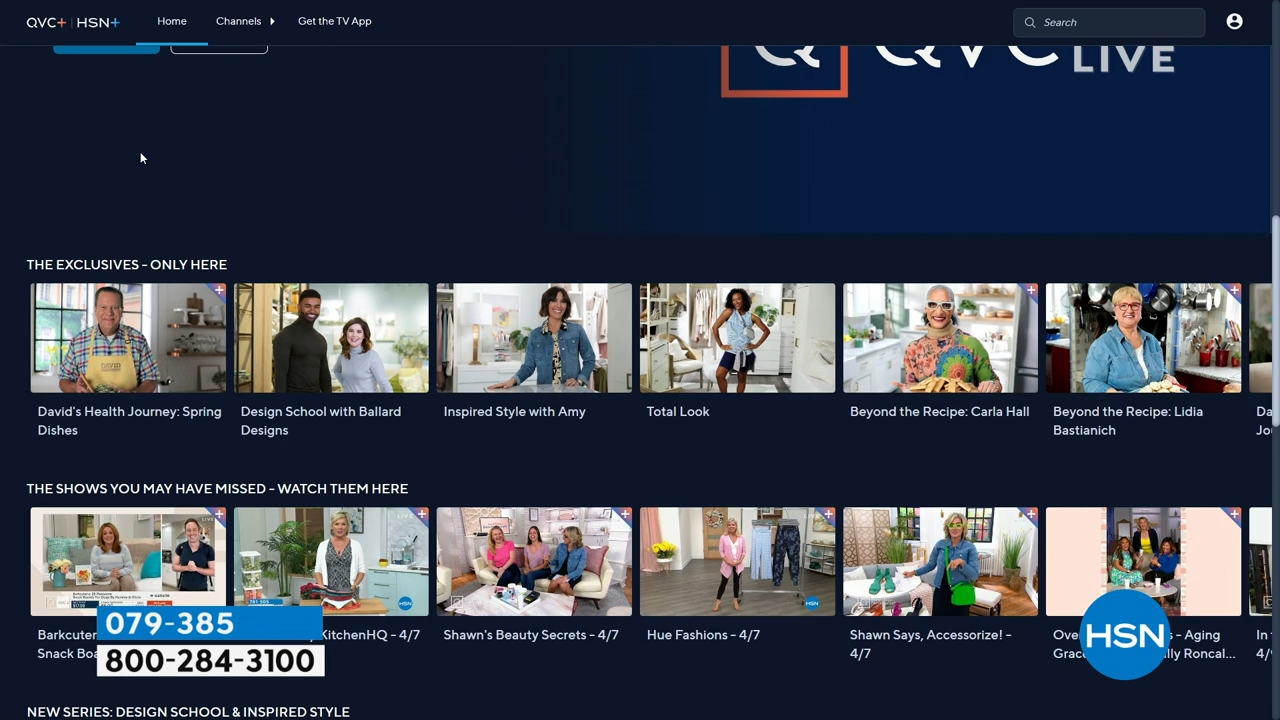 QVC+ | HSN+
Home
Channels
Get the TV App
Search
QVC LIVE
THE EXCLUSIVES - ONLY HERE
David's Health Journey: Spring
Dishes
Design School with Ballard
Designs
Inspired Style with Amy
Total Look
Beyond the Recipe: Carla Hall
Beyond the Recipe: Lidia
Bastianich
THE SHOWS YOU MAY HAVE MISSED - WATCH THEM HERE
Shawn's Beauty Secrets - 4/7
KitchenHQ - 4/7
Hue Fashions - 4/7
Shawn Says, Accessorize! -
4/7
Aging
079-385
800-284-3100
HSN
NEW SERIES: DESIGN SCHOOL & INSPIRED STYLE